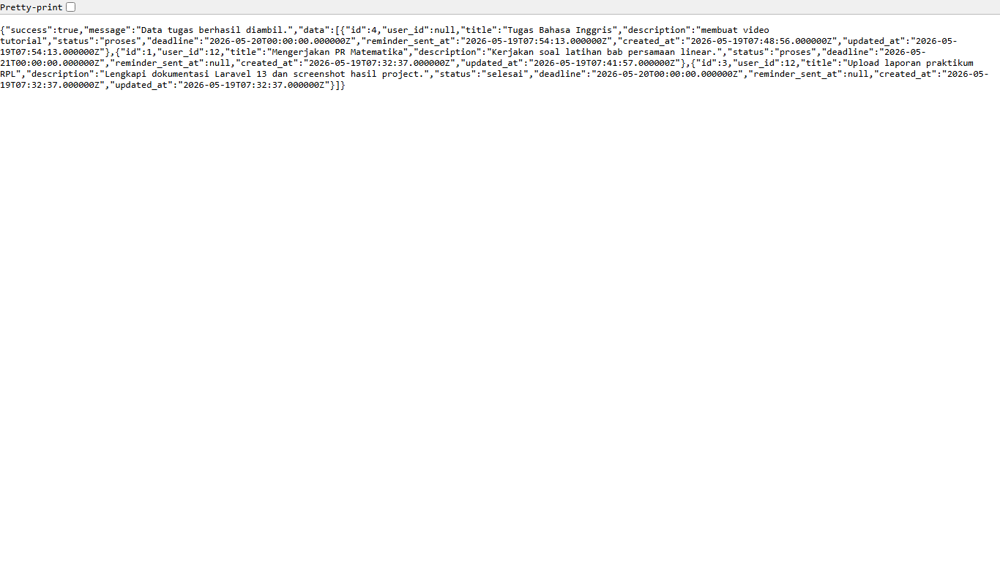 Pretty-print
{"success":true,"message":"Data tugas berhasil diambil.","data":[{"id":4,"user_id":null,"title":"Tugas Bahasa Inggris","description":"membuat video
tutorial","status":"proses","deadline":"2026-05-20T00:00:00.000000Z","reminder_sent_at":"2026-05-19T07:54:13.000000Z","created_at":"2026-05-19T07:48:56.000000Z","updated_at":"2026-05-
19T07:54:13.000000Z"},{"id":1,"user_id":12,"title":"Mengerjakan PR Matematika","description":"Kerjakan soal latihan bab persamaan linear.","status":"proses","deadline":"2026-05-
21T00:00:00.000000Z","reminder_sent_at":null,"created_at":"2026-05-19T07:32:37.000000Z","updated_at":"2026-05-19T07:41:57.000000Z"},{"id":3,"user_id":12,"title":"Upload laporan praktikum
RPL","description":"Lengkapi dokumentasi Laravel 13 dan screenshot hasil project.","status":"selesai","deadline":"2026-05-20T00:00:00.000000Z","reminder_sent_at":null,"created_at":"2026-05-
19T07:32:37.000000Z","updated_at":"2026-05-19T07:32:37.000000Z"}]}